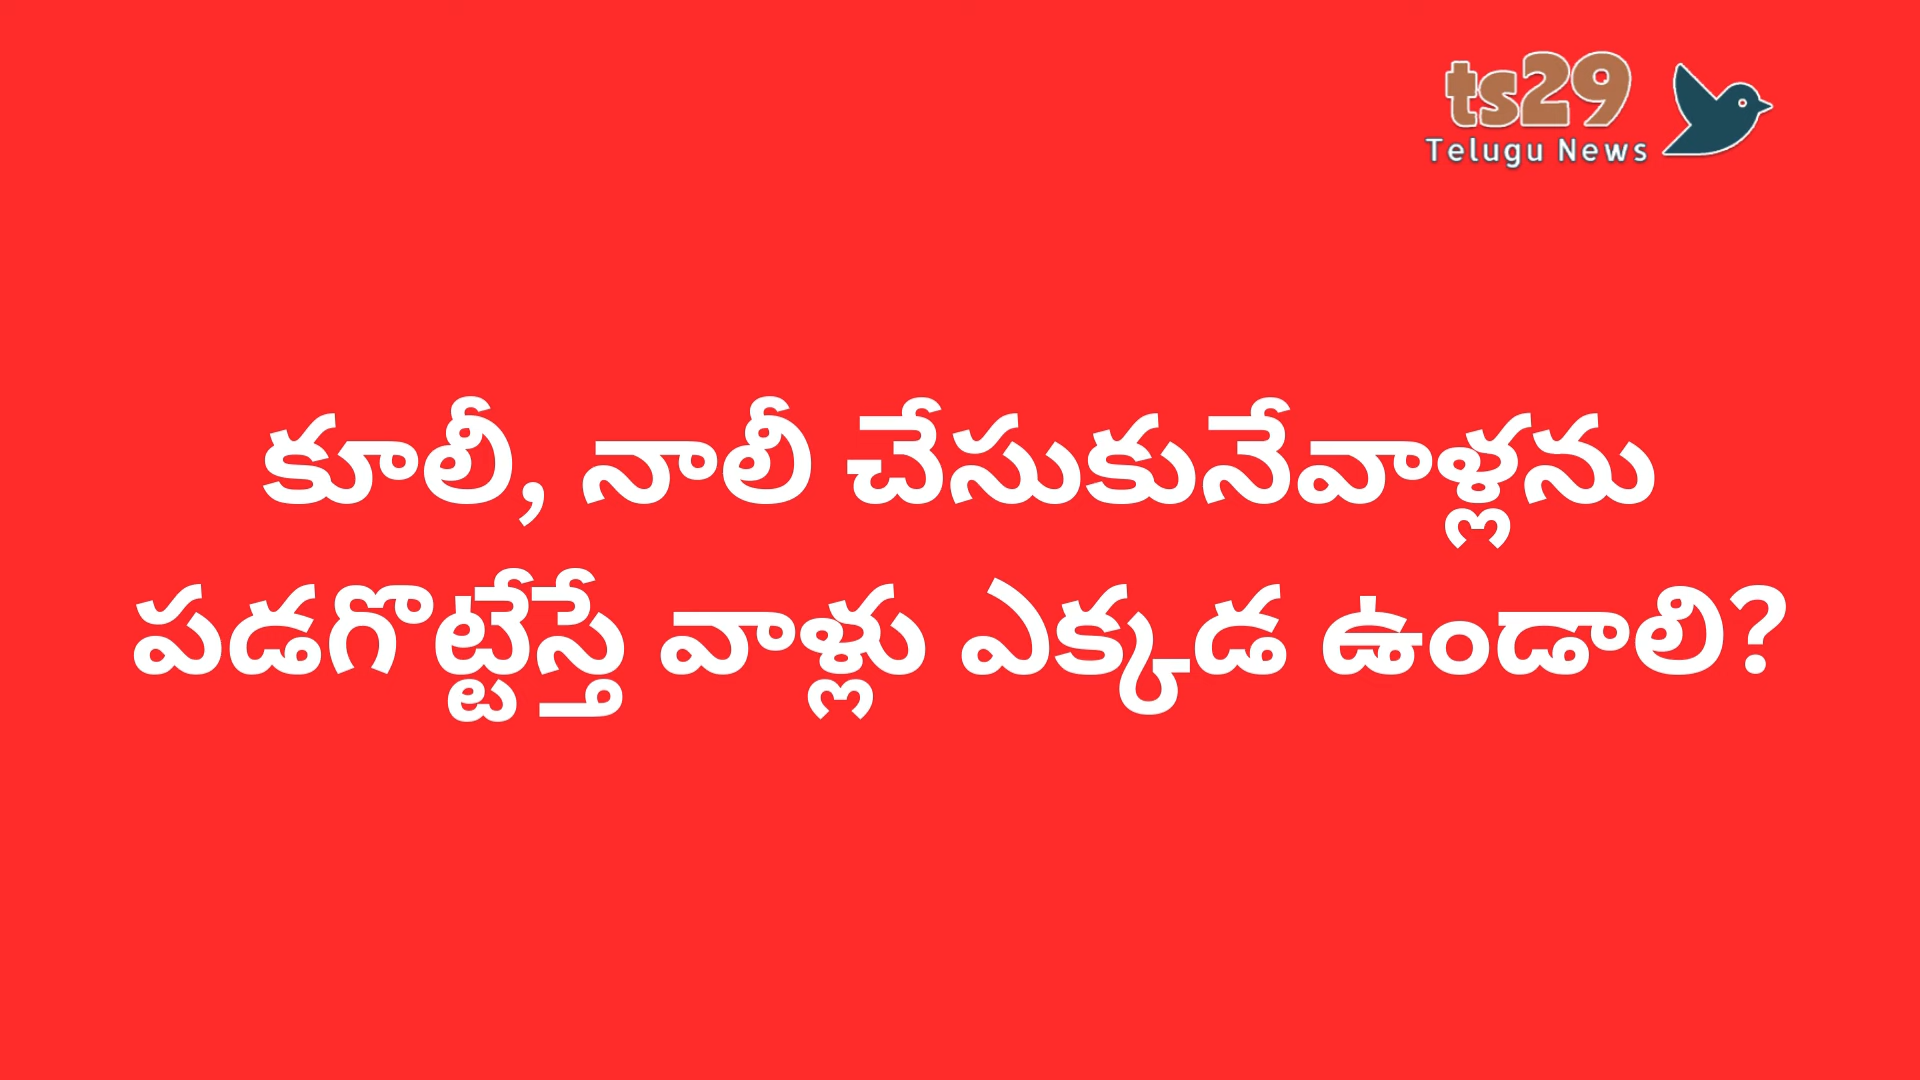 ts29
Telugu News
కూలీ, నాలీ చేసుకునేవాళ్లను
పడగొట్టేస్తే వాళ్లు ఎక్కడ ఉండాలి?